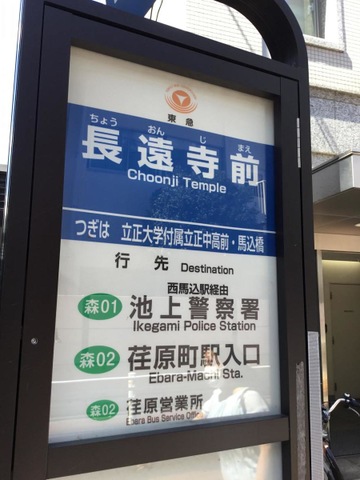 東急
ちょう おん じ まえ
長遠寺前
Choonji Temple
つぎは 立正大学付属立正中高前・馬込橋
行先 Destination
西馬込駅経由
森01 池上警察署
Ikegami Police Station
森02 荏原町駅入口
Ebara-Machi Sta.
森02 荏原営業所
Ebara Bus Service Office